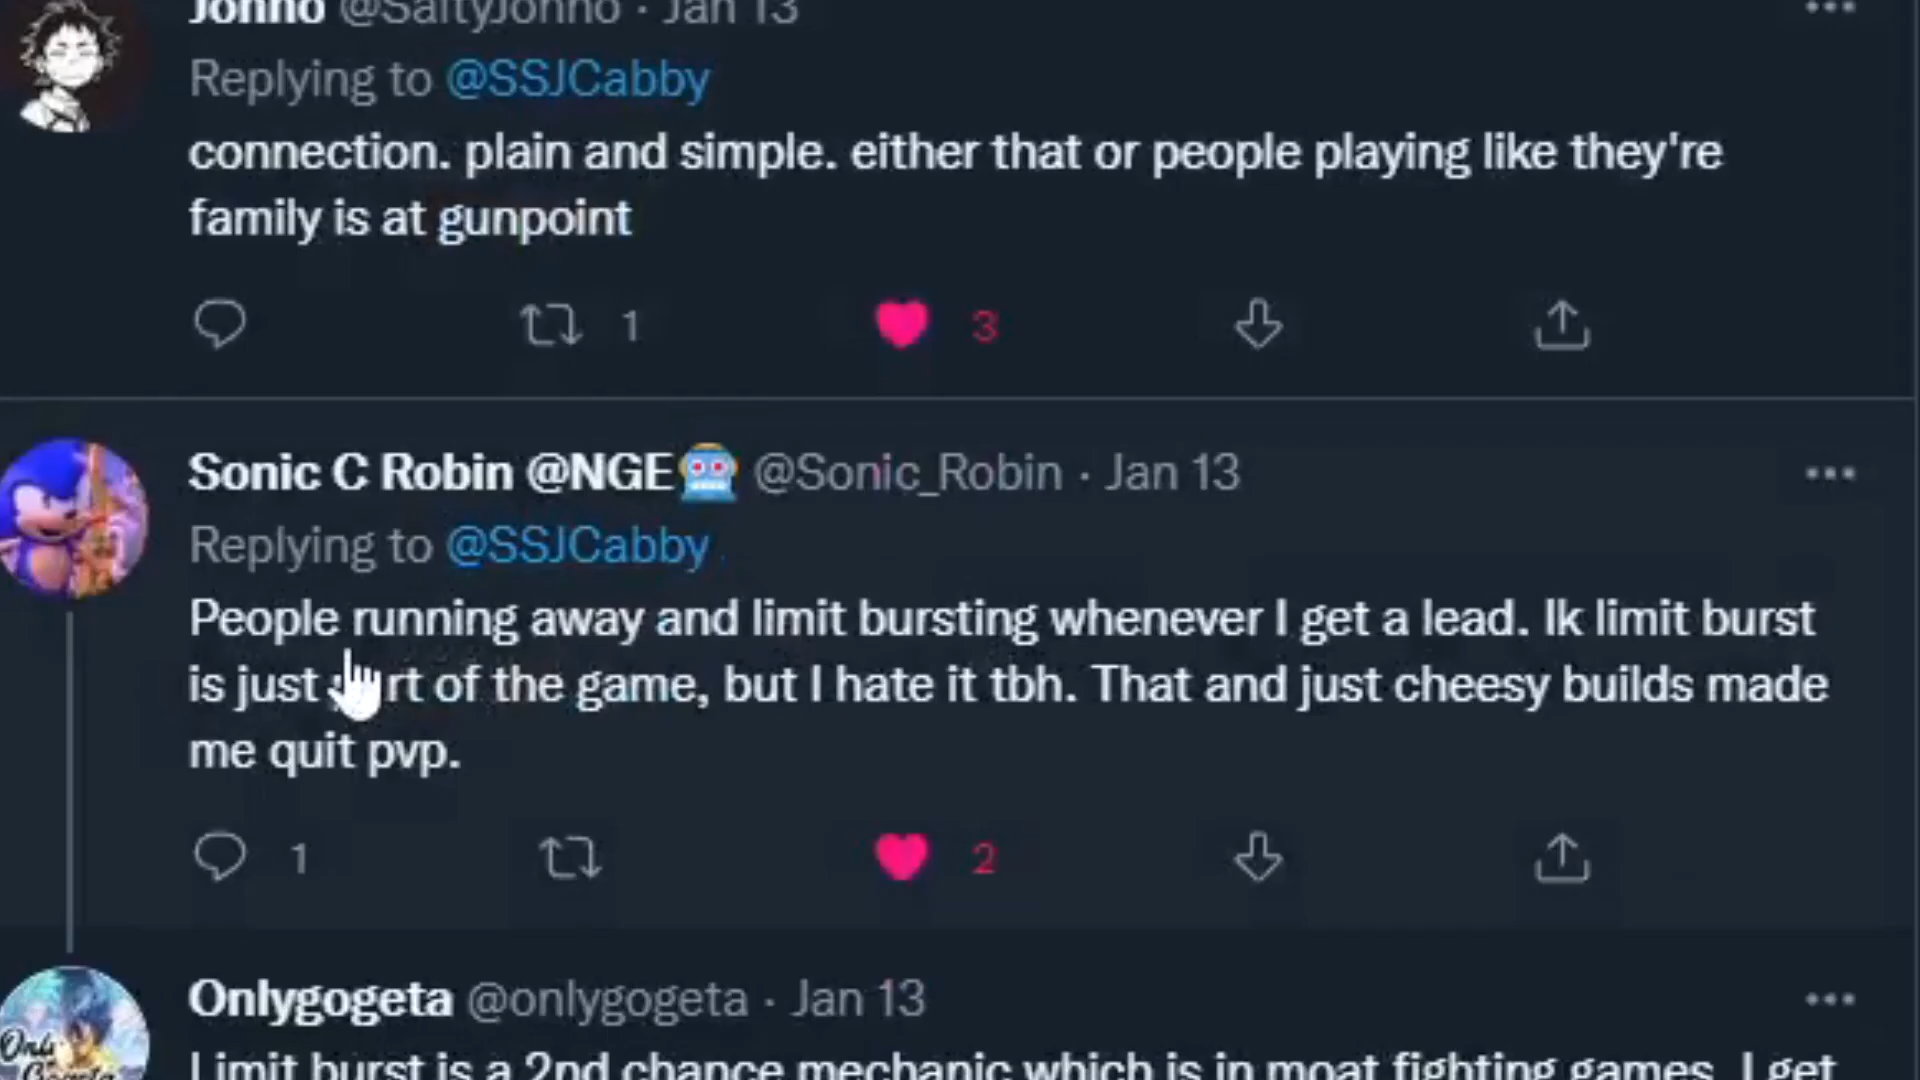 Jonno @SaltyJonno · Jan 13
Replying to @SSJCabby
connection. plain and simple. either that or people playing like they're
family is at gunpoint
1 3
Sonic C Robin @NGE🤖 @Sonic_Robin · Jan 13
Replying to @SSJCabby
People running away and limit bursting whenever I get a lead. Ik limit burst
is just part of the game, but I hate it tbh. That and just cheesy builds made
me quit pvp.
1 2
Onlygogeta @onlygogeta · Jan 13
Only
Gogeta
Limit burst is a 2nd chance mechanic which is in moat fighting games. I get